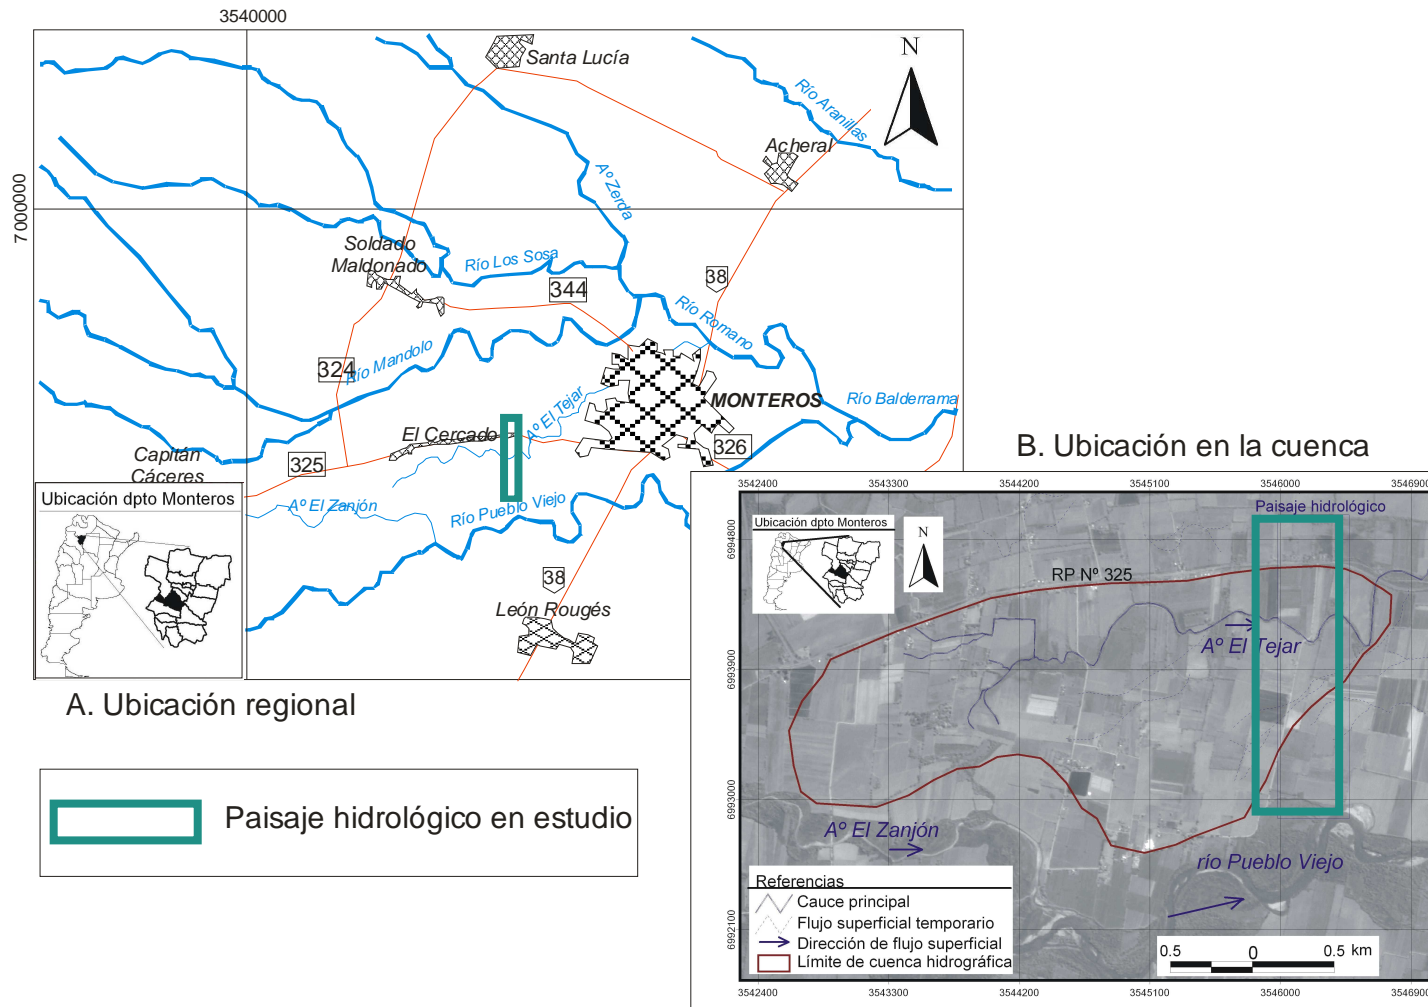 3540000
7000000
N
Santa Lucía
Río Aranillas
Acheral
Aº Zerda
Soldado
Maldonado
Río Los Sosa
344
38
Río Romano
324
Río Mandolo
Aº El Tejar
MONTEROS
Río Balderrama
El Cercado
326
Capitán
Cáceres
325
Aº El Zanjón
Río Pueblo Viejo
38
León Rougés
Ubicación dpto Monteros
A. Ubicación regional
Paisaje hidrológico en estudio
B. Ubicación en la cuenca
3542400
3543300
3544200
3545100
3546000
3546900
Paisaje hidrológico
Ubicación dpto Monteros
N
6994800
RP Nº 325
Aº El Tejar
6993900
6993000
Aº El Zanjón
río Pueblo Viejo
6992100
Referencias
Cauce principal
Flujo superficial temporario
Dirección de flujo superficial
Límite de cuenca hidrográfica
0.5 0 0.5 km
3542400
3543300
3544200
3545100
3546000
3546900